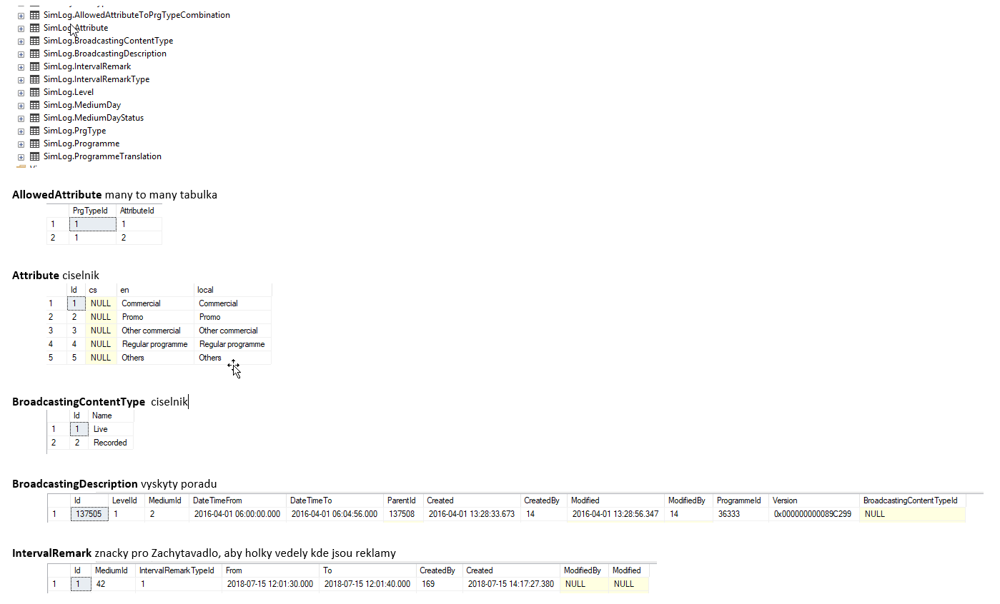 SimLog.AllowedAttributeToPrgTypeCombination
SimLog.Attribute
SimLog.BroadcastingContentType
SimLog.BroadcastingDescription
SimLog.IntervalRemark
SimLog.IntervalRemarkType
SimLog.Level
SimLog.MediumDay
SimLog.MediumDayStatus
SimLog.PrgType
SimLog.Programme
SimLog.ProgrammeTranslation
AllowedAttribute many to many tabulka
PrgTypeId AttributeId
1 1 1
2 1 2
Attribute ciselnik
Id cs en local
1 1 NULL Commercial Commercial
2 2 NULL Promo Promo
3 3 NULL Other commercial Other commercial
4 4 NULL Regular programme Regular programme
5 5 NULL Others Others
BroadcastingContentType ciselnik
Id Name
1 1 Live
2 2 Recorded
BroadcastingDescription vyskyty poradu
Id LevelId MediumId DateTimeFrom DateTimeTo ParentId Created CreatedBy Modified ModifiedBy ProgrammeId Version BroadcastingContentTypeId
1 137505 1 2 2016-04-01 06:00:00.000 2016-04-01 06:04:56.000 137508 2016-04-01 13:28:33.673 14 2016-04-01 13:28:56.347 14 36333 0x000000000089C299 NULL
IntervalRemark znacky pro Zachytavadlo, aby holky vedely kde jsou reklamy
Id MediumId IntervalRemarkTypeId From To CreatedBy Created ModifiedBy Modified
1 1 42 1 2018-07-15 12:01:30.000 2018-07-15 12:01:40.000 169 2018-07-15 14:17:27.380 NULL NULL